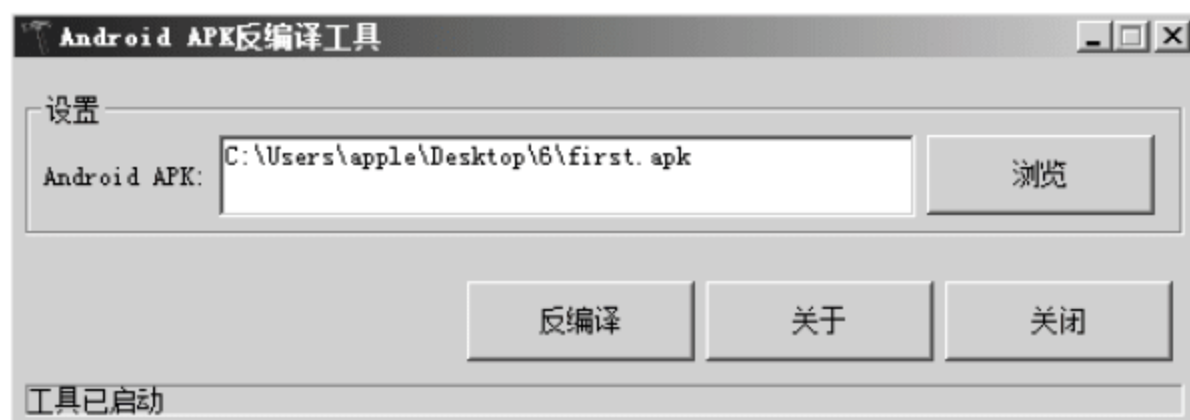 Android APK反编译工具
设置
Android APK: C:\Users\apple\Desktop\6\first.apk 浏览
反编译 关于 关闭
工具已启动